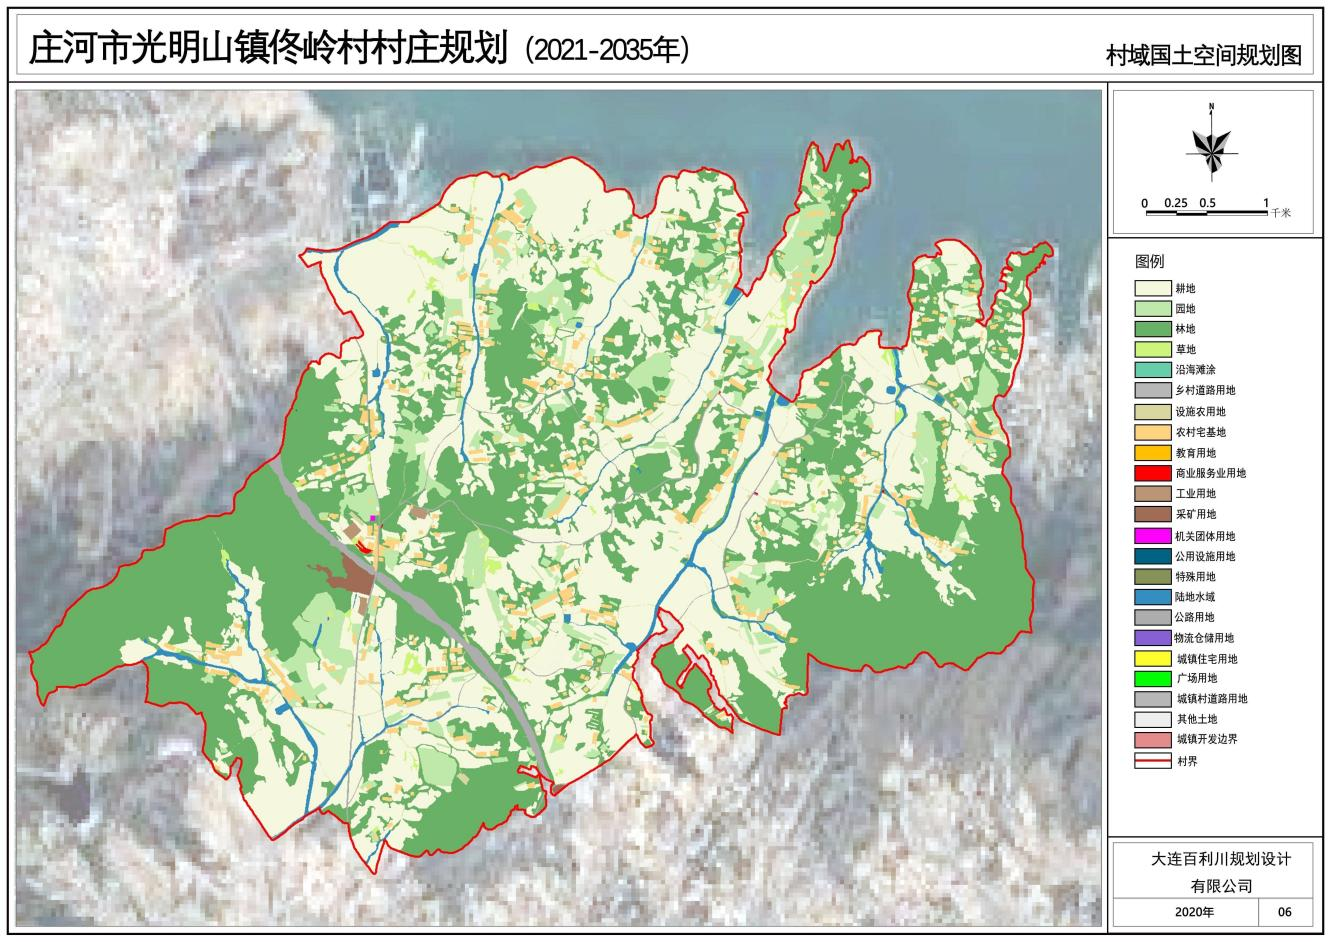 庄河市光明山镇佟岭村村庄规划（2021-2035年）
村域国土空间规划图
N
0 0.25 0.5 1
千米
图例
耕地
园地
林地
草地
沿海滩涂
乡村道路用地
设施农用地
农村宅基地
教育用地
商业服务业用地
工业用地
采矿用地
机关团体用地
公用设施用地
特殊用地
陆地水域
公路用地
物流仓储用地
城镇住宅用地
广场用地
城镇村道路用地
其他土地
城镇开发边界
村界
大连百利川规划设计
有限公司
2020年 06